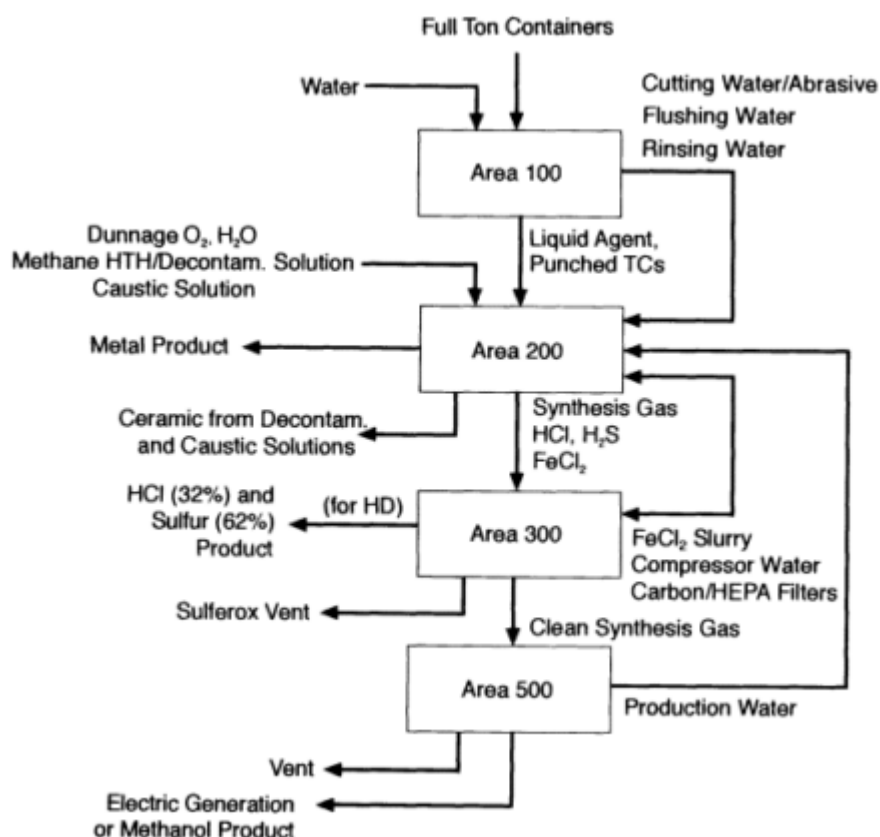 Full Ton Containers
Water
Cutting Water/Abrasive
Flushing Water
Rinsing Water
Area 100
Dunnage O₂, H₂O
Methane HTH/Decontam. Solution
Caustic Solution
Liquid Agent,
Punched TCs
Metal Product
Area 200
Ceramic from Decontam.
and Caustic Solutions
Synthesis Gas
HCl, H₂S
FeCl₂
HCl (32%) and
Sulfur (62%)
Product
(for HD)
Area 300
FeCl₂ Slurry
Compressor Water
Carbon/HEPA Filters
Sulferox Vent
Clean Synthesis Gas
Area 500
Production Water
Vent
Electric Generation
or Methanol Product